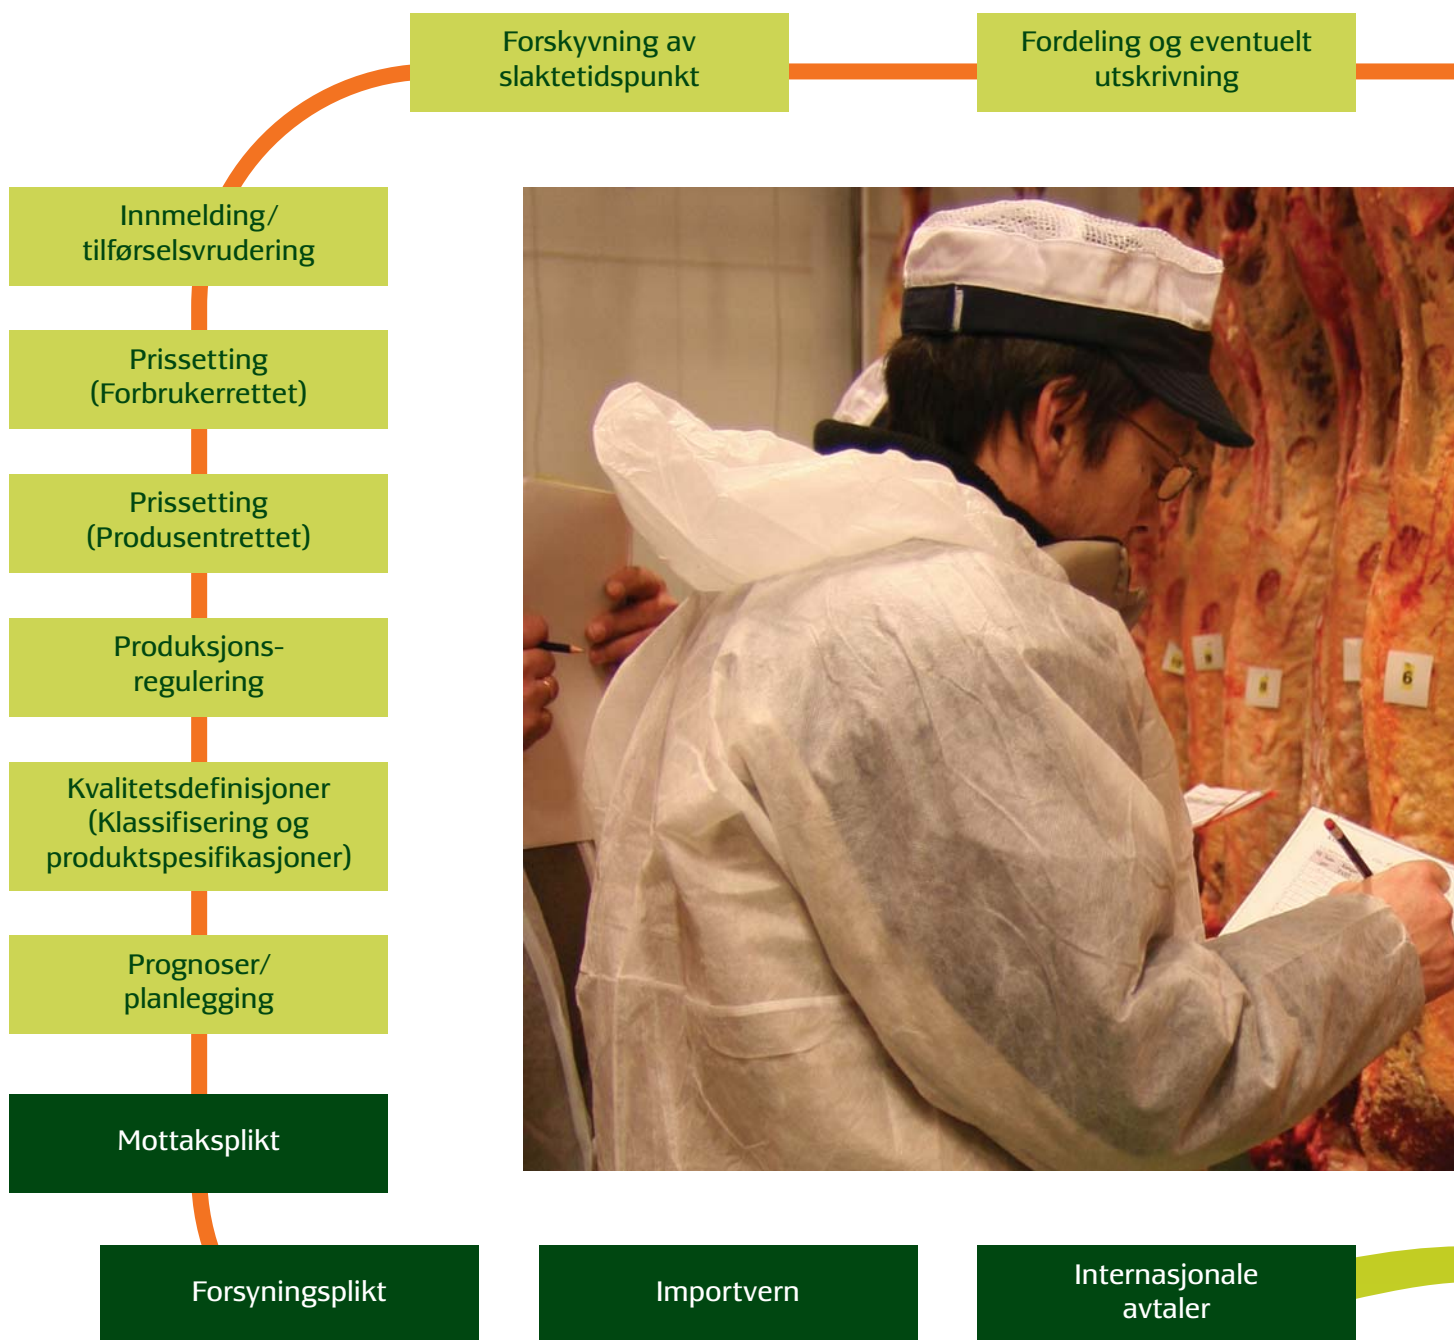 Forskyvning av
slaktetidspunkt
Fordeling og eventuelt
utskrivning
Innmelding/
tilførselsvrudering
Prissetting
(Forbrukerrettet)
Prissetting
(Produsentrettet)
Produksjons-
regulering
Kvalitetsdefinisjoner
(Klassifisering og
produktspesifikasjoner)
Prognoser/
planlegging
Mottaksplikt
Forsyningsplikt
Importvern
Internasjonale
avtaler
6